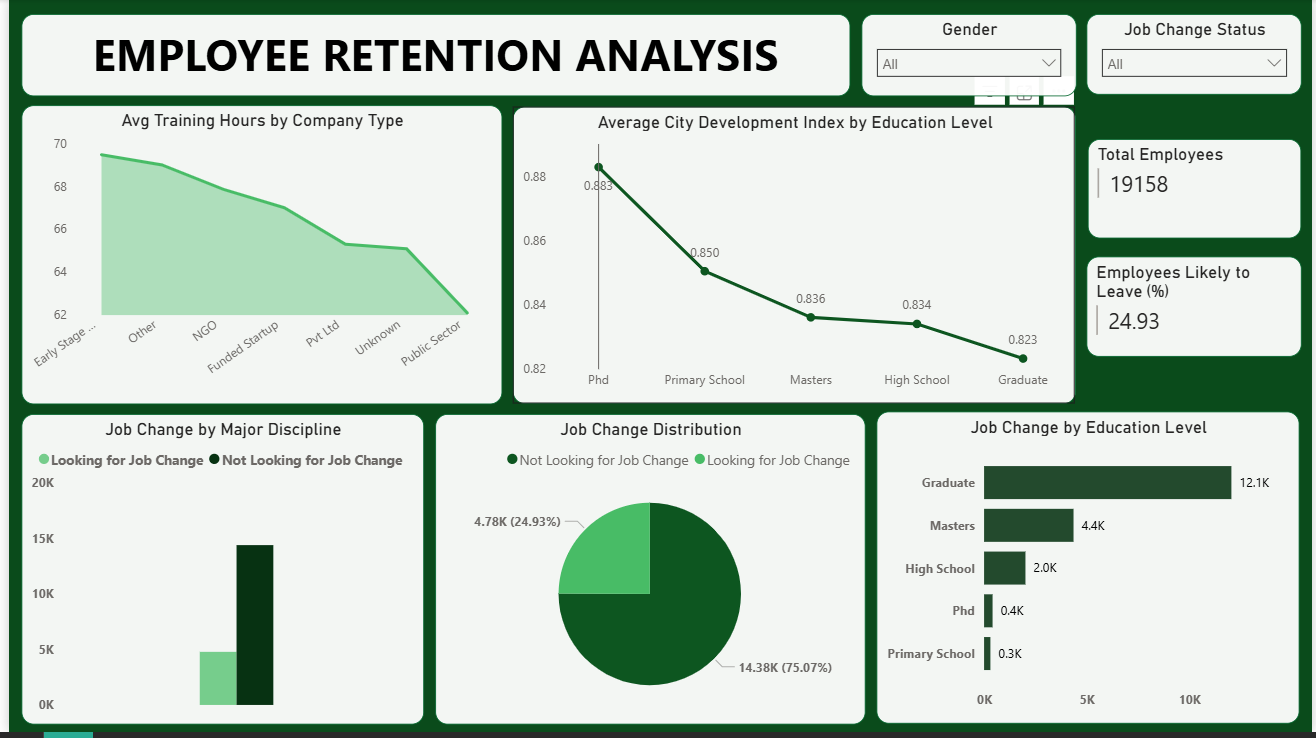 EMPLOYEE RETENTION ANALYSIS
Gender
All
Job Change Status
All
Avg Training Hours by Company Type
70
68
66
64
62
Early Stage ...
Other
NGO
Funded Startup
Pvt Ltd
Unknown
Public Sector
Average City Development Index by Education Level
0.88
0.86
0.84
0.82
0.883
0.850
0.836
0.834
0.823
Phd
Primary School
Masters
High School
Graduate
Total Employees
19158
Employees Likely to
Leave (%)
24.93
Job Change by Major Discipline
Looking for Job Change Not Looking for Job Change
20K
15K
10K
5K
0K
Job Change Distribution
Not Looking for Job Change Looking for Job Change
4.78K (24.93%)
14.38K (75.07%)
Job Change by Education Level
Graduate 12.1K
Masters 4.4K
High School 2.0K
Phd 0.4K
Primary School 0.3K
0K 5K 10K